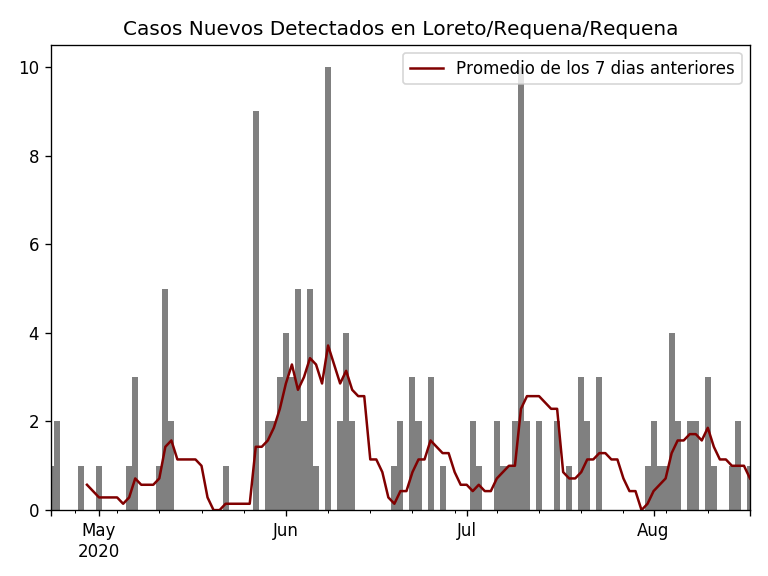 Casos Nuevos Detectados en Loreto/Requena/Requena
Promedio de los 7 dias anteriores
10
8
6
4
2
0
May Jun Jul Aug
2020